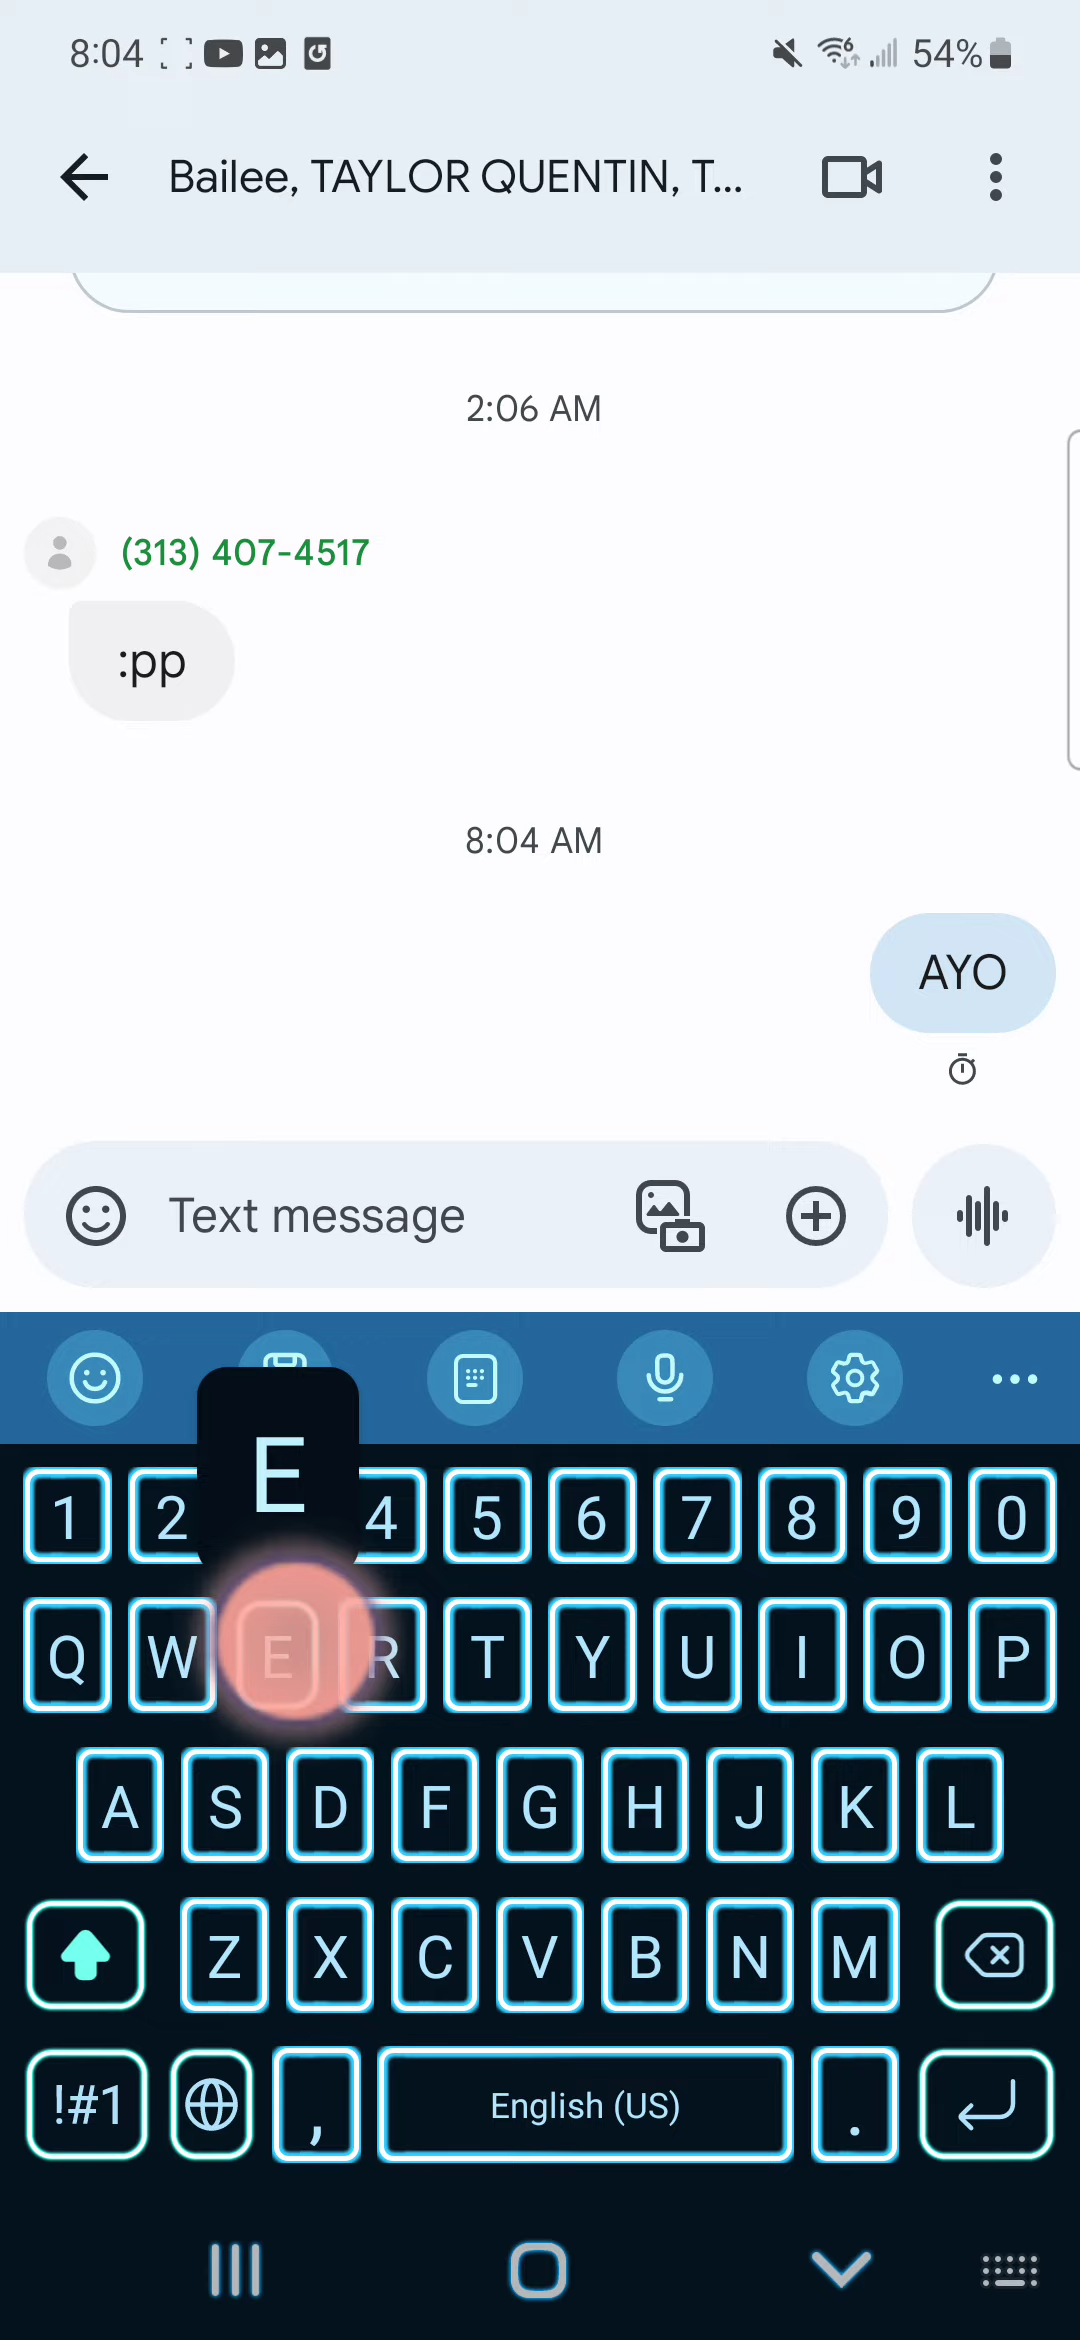 8:04 54%
Bailee, TAYLOR QUENTIN, T...
2:06 AM
(313) 407-4517
:pp
8:04 AM
AYO
Text message
E
1 2 4 5 6 7 8 9 0
Q W E R T Y U I O P
A S D F G H J K L
Z X C V B N M
!#1 , English (US) .